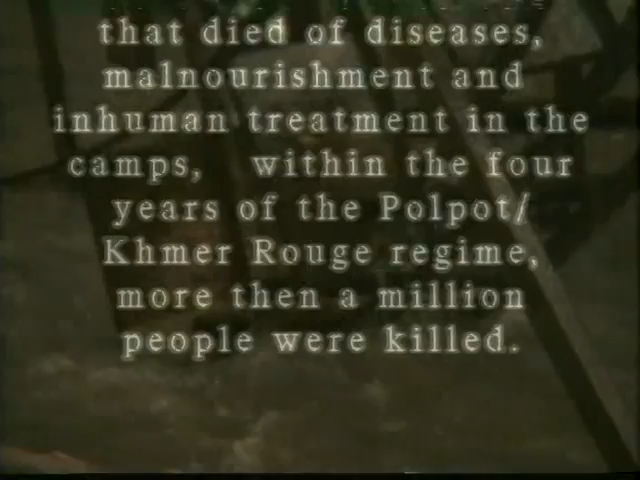 that died of diseases,
malnourishment and
inhuman treatment in the
camps, within the four
years of the Polpot/
Khmer Rouge regime,
more then a million
people were killed.